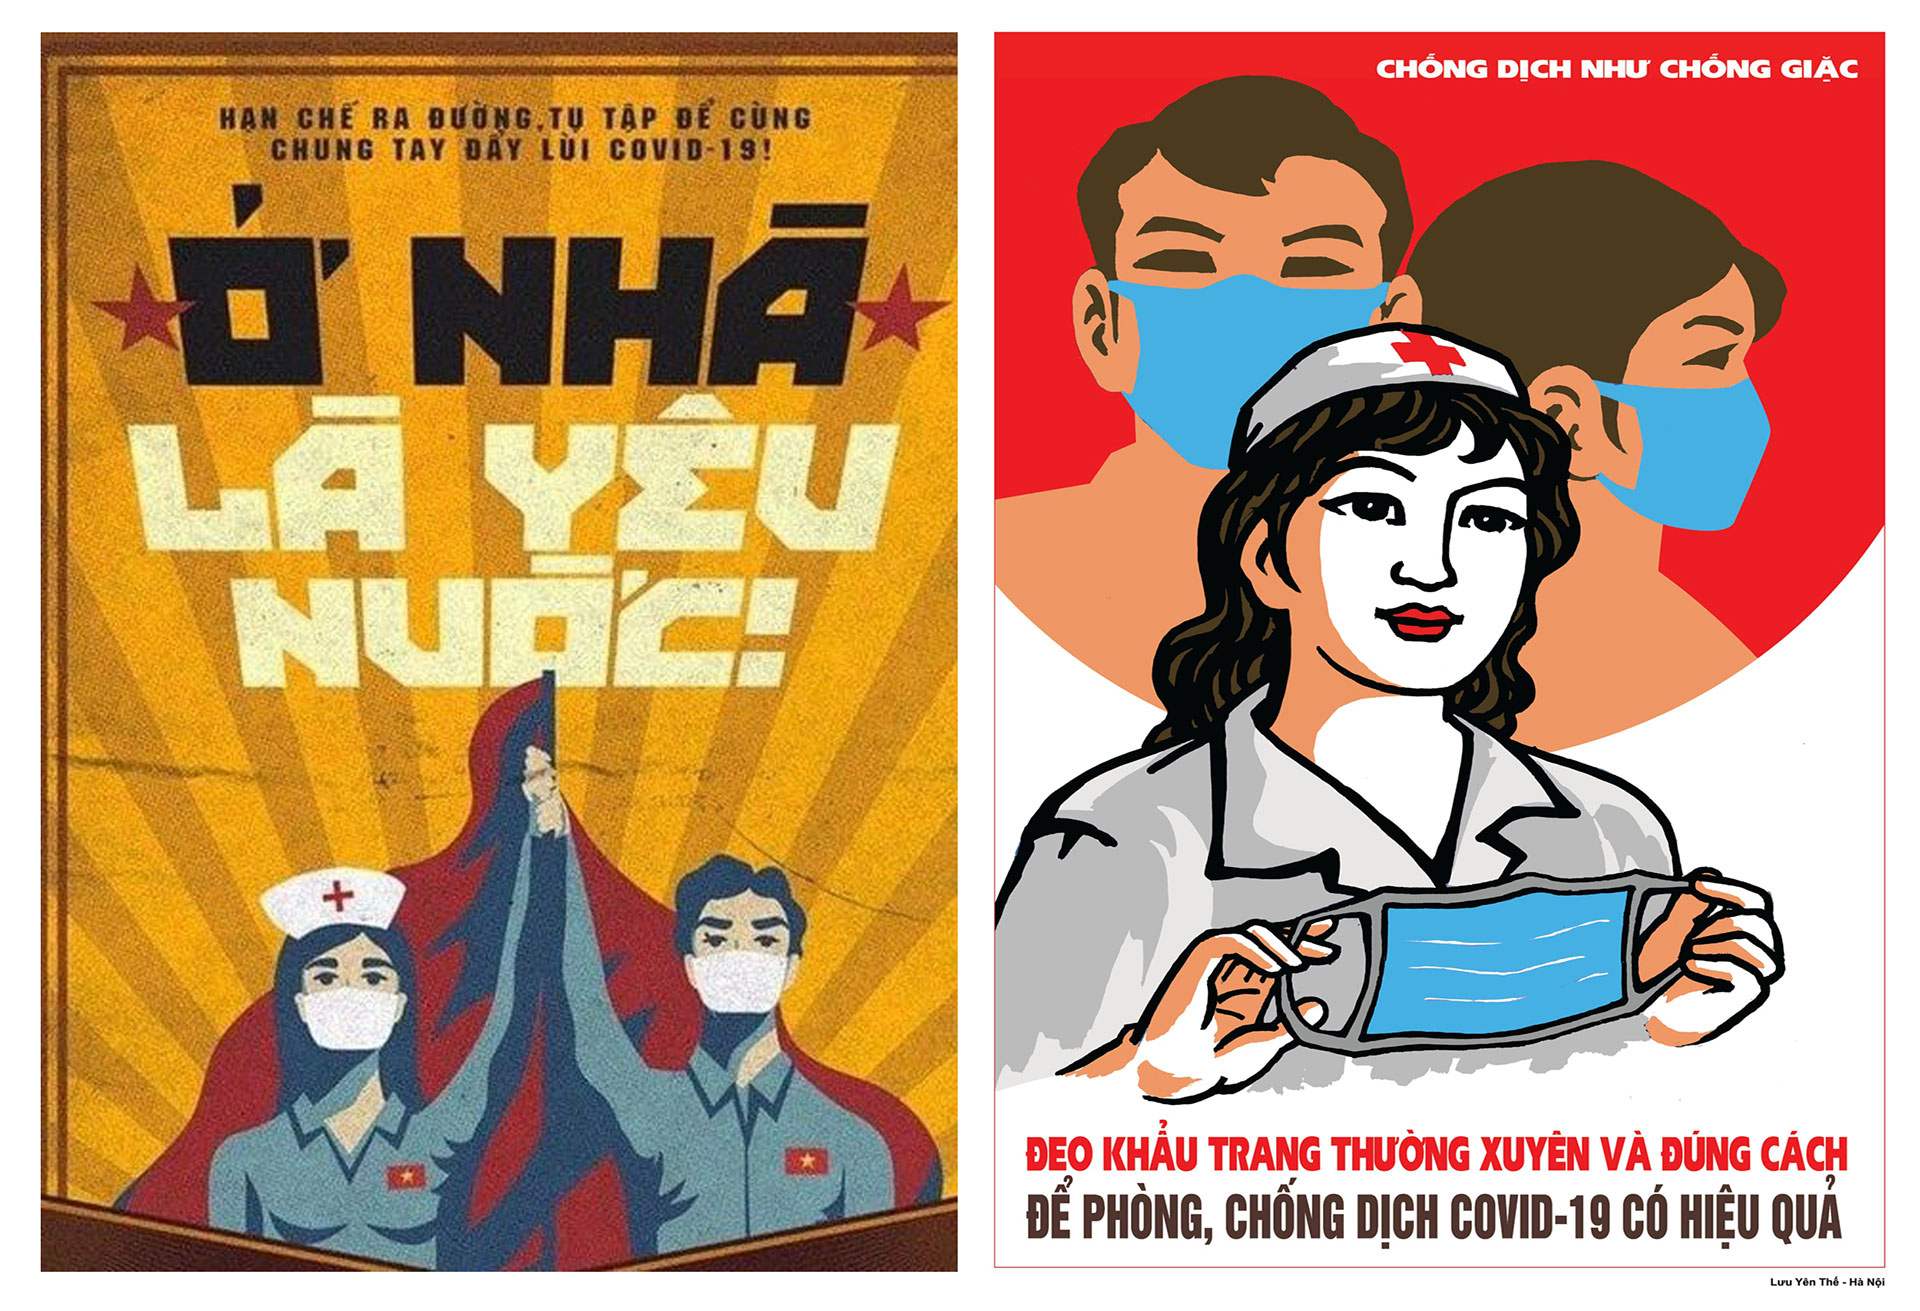 HẠN CHẾ RA ĐƯỜNG, TỤ TẬP ĐỂ CÙNG
CHUNG TAY ĐẨY LÙI COVID-19!
Ở NHÀ
LÀ YÊU
NƯỚC!
CHỐNG DỊCH NHƯ CHỐNG GIẶC
ĐEO KHẨU TRANG THƯỜNG XUYÊN VÀ ĐÚNG CÁCH
ĐỂ PHÒNG, CHỐNG DỊCH COVID-19 CÓ HIỆU QUẢ
Lưu Yên Thế - Hà Nội